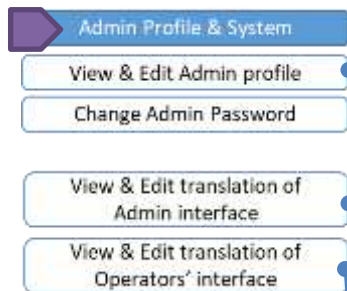 Admin Profile & System
View & Edit Admin profile
Change Admin Password
View & Edit translation of
Admin interface
View & Edit translation of
Operators' interface